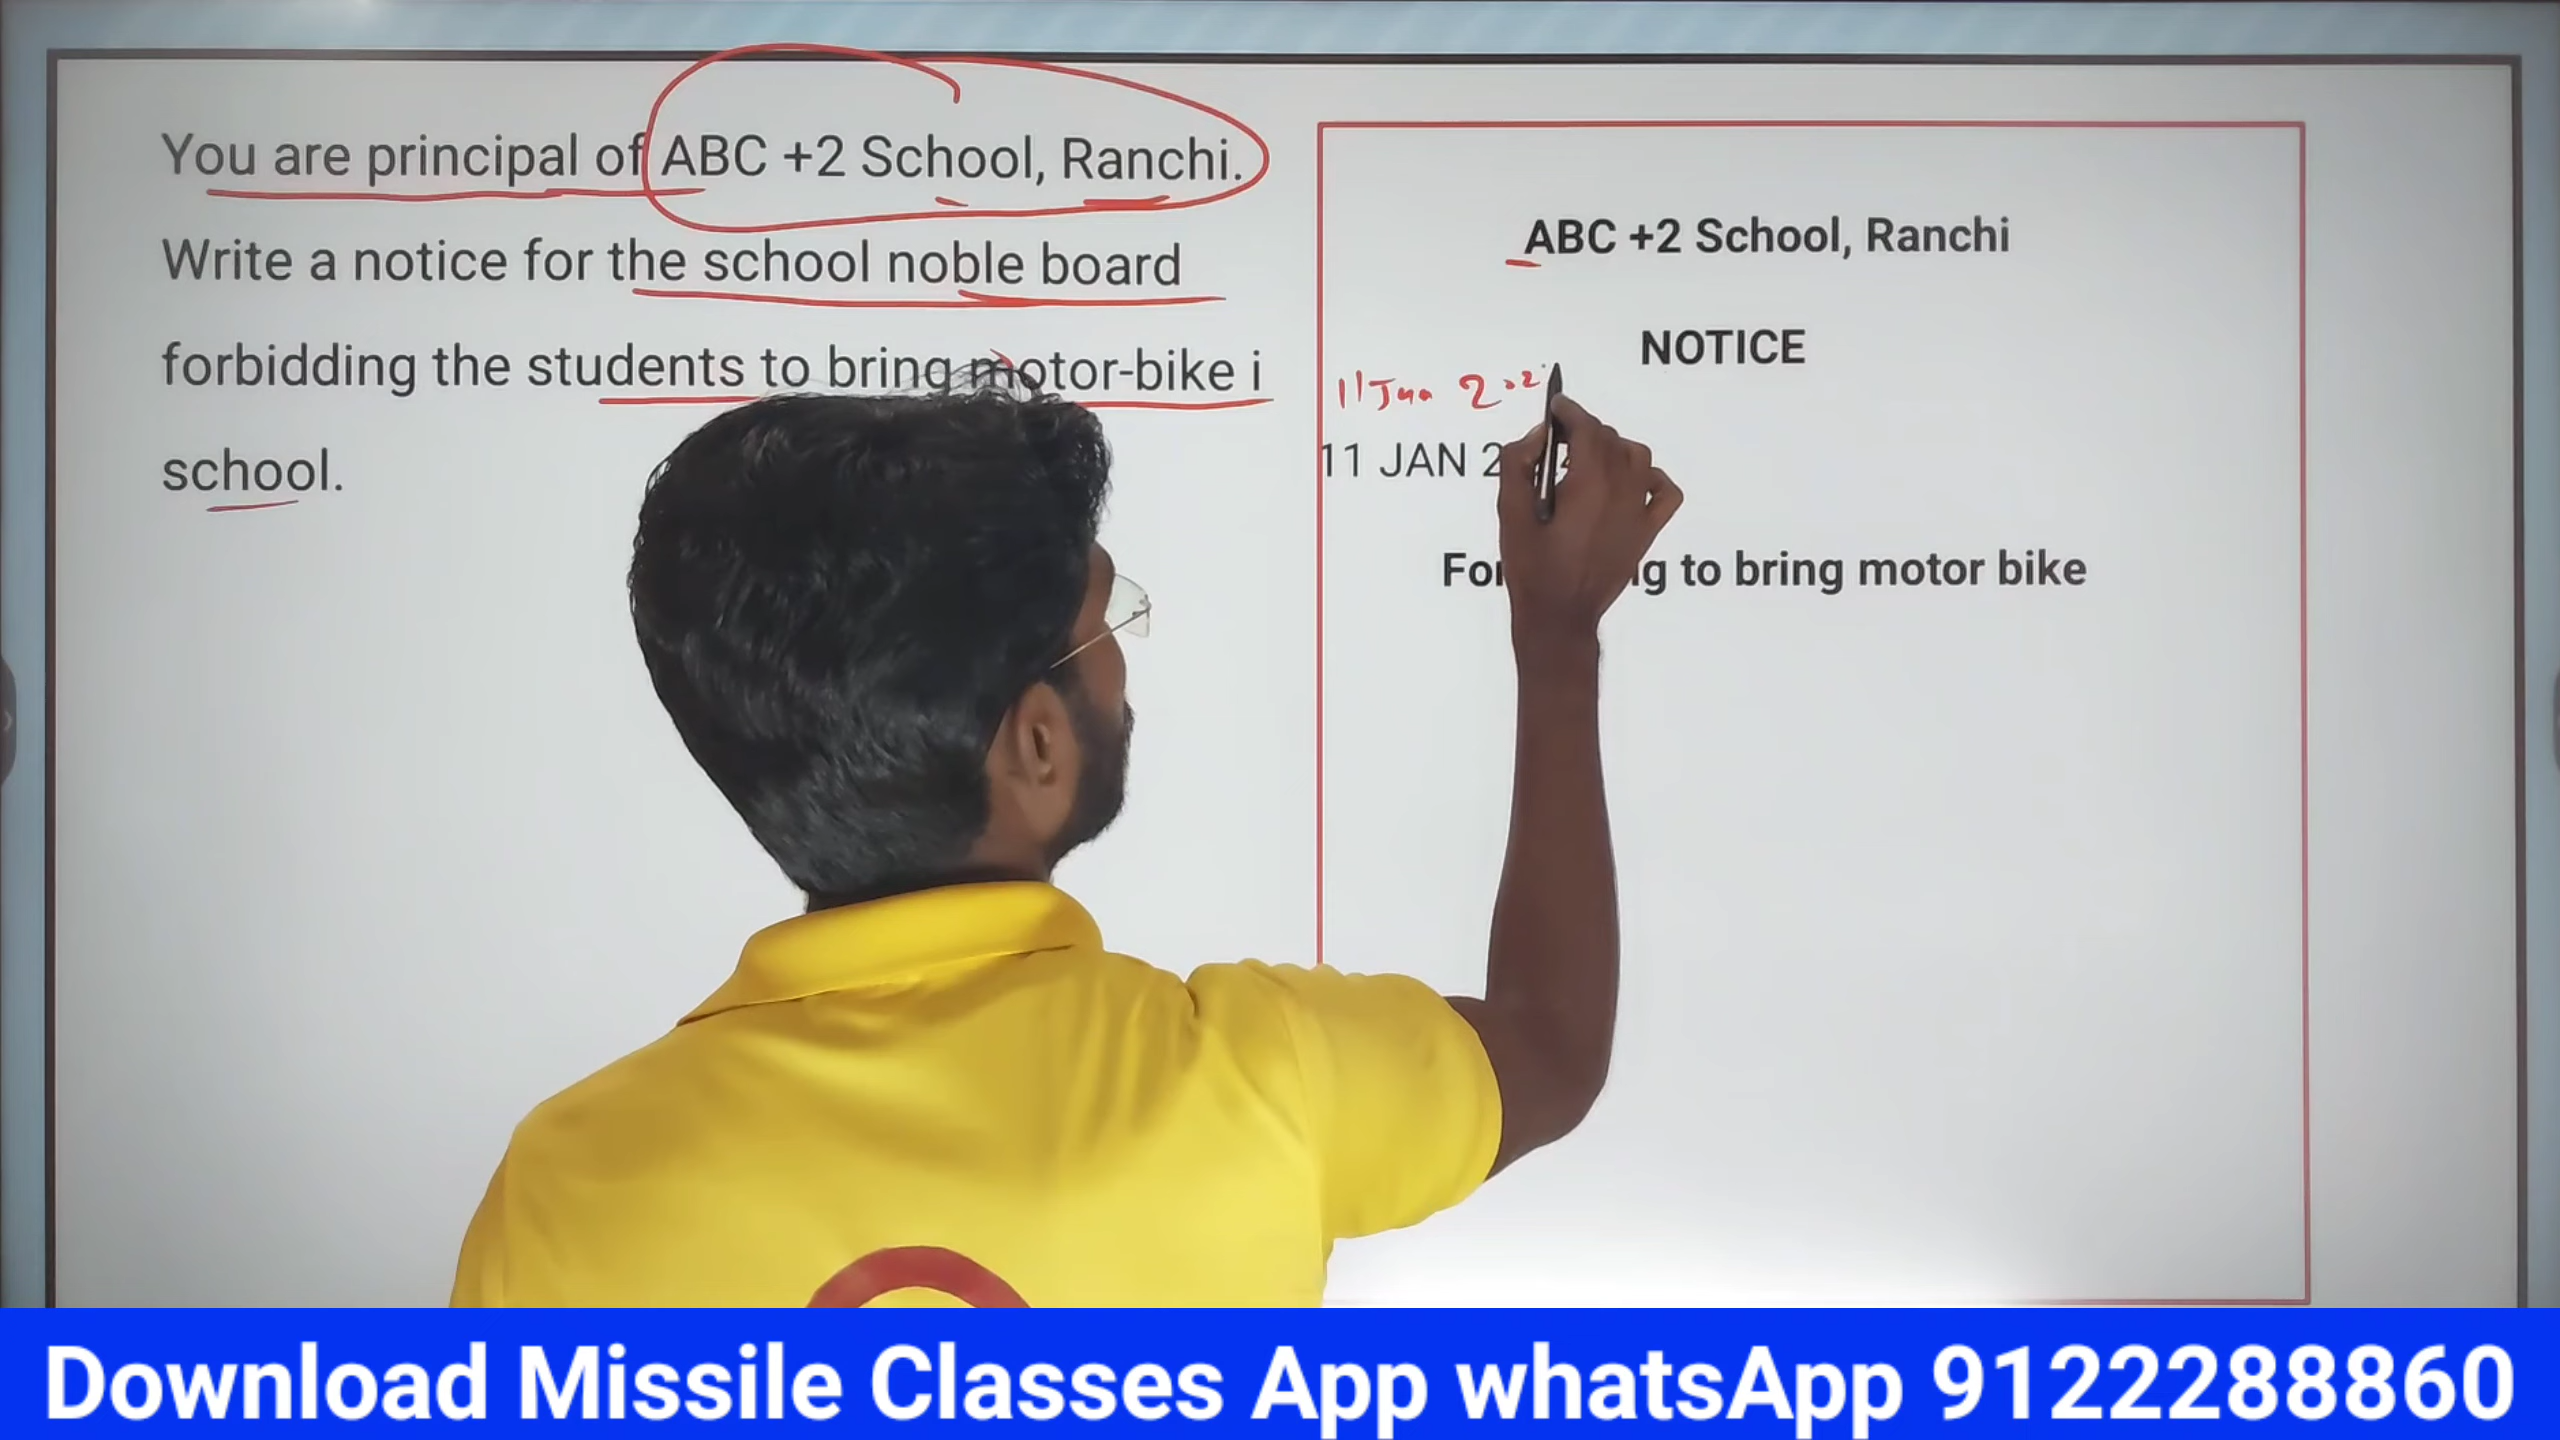 You are principal of ABC +2 School, Ranchi.
Write a notice for the school noble board
forbidding the students to bring motor-bike i
school.
ABC +2 School, Ranchi
NOTICE
11 Jan
11 JAN
to bring motor bike
Download Missile Classes App whatsApp 9122288860